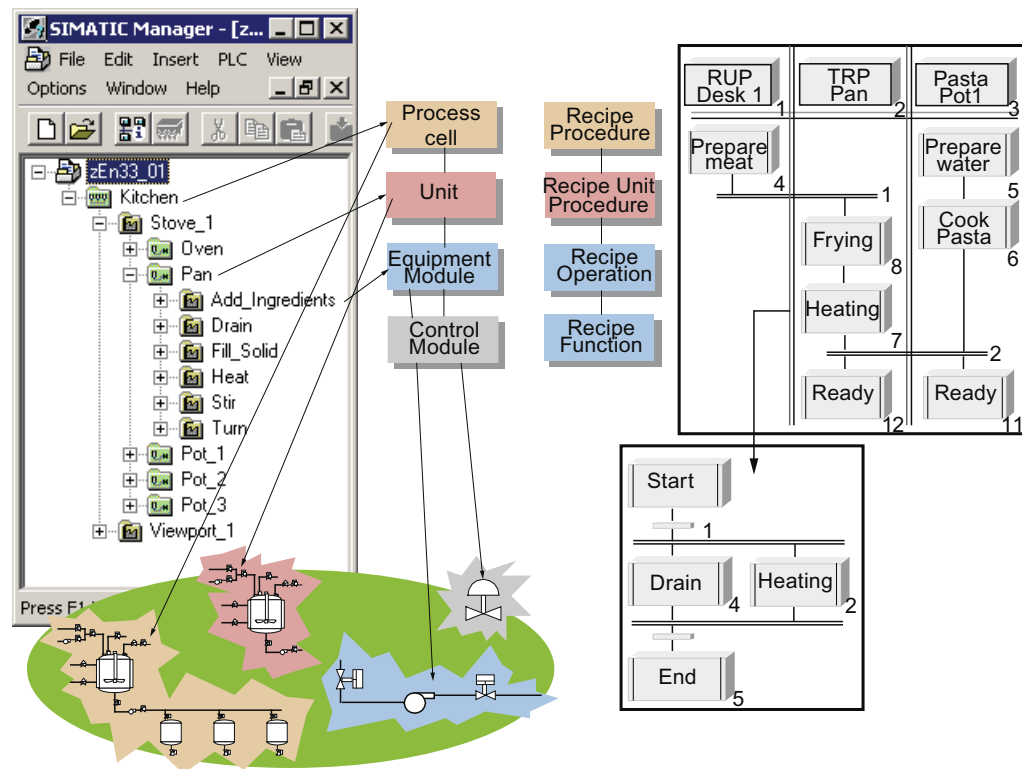 SIMATIC Manager - [z...
File Edit Insert PLC View
Options Window Help
zEn33_01
Kitchen
Stove_1
Oven
Pan
Add_Ingredients
Drain
Fill_Solid
Heat
Stir
Turn
Pot_1
Pot_2
Pot_3
Viewport_1
Press F1
Process
cell
Unit
Equipment
Module
Control
Module
Recipe
Procedure
Recipe Unit
Procedure
Recipe
Operation
Recipe
Function
RUP
Desk 1
1
TRP
Pan
2
Pasta
Pot1
3
Prepare
meat
4
Prepare
water
5
1
Frying
8
Cook
Pasta
6
Heating
7
2
Ready
12
Ready
11
Start
1
Drain
4
Heating
2
End
5